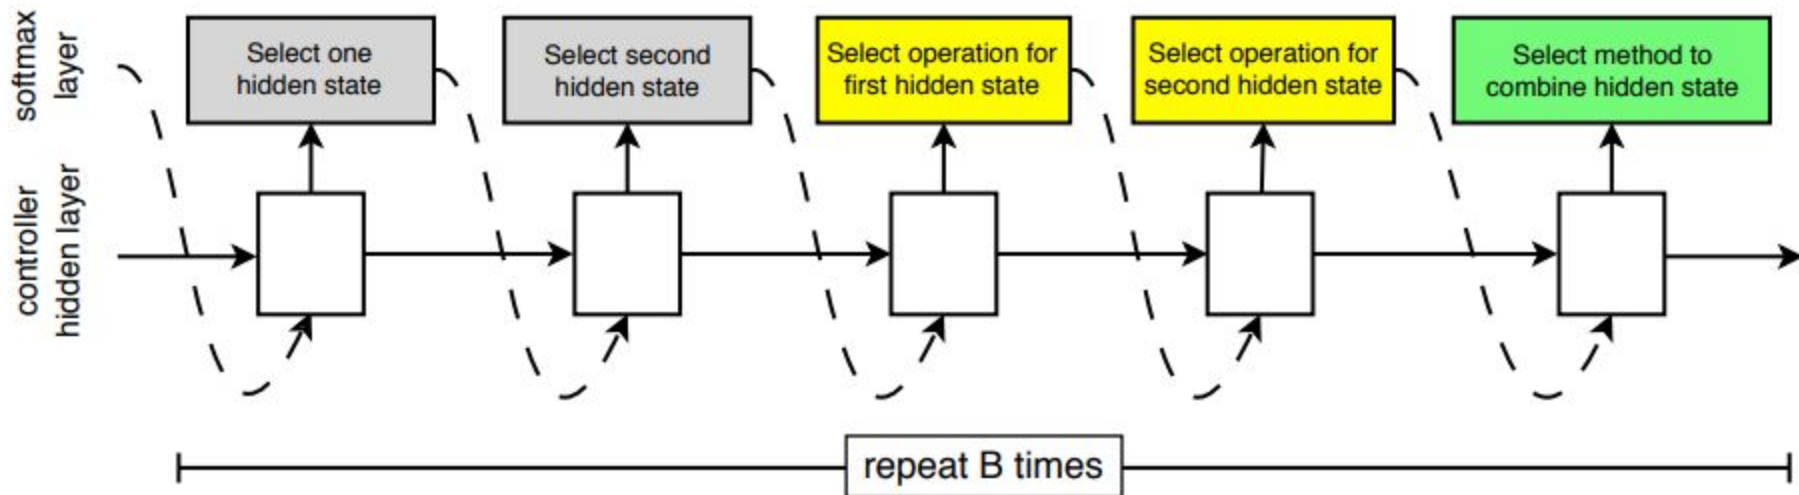 softmax
layer
Select one
hidden state
Select second
hidden state
Select operation for
first hidden state
Select operation for
second hidden state
Select method to
combine hidden state
controller
hidden layer
repeat B times